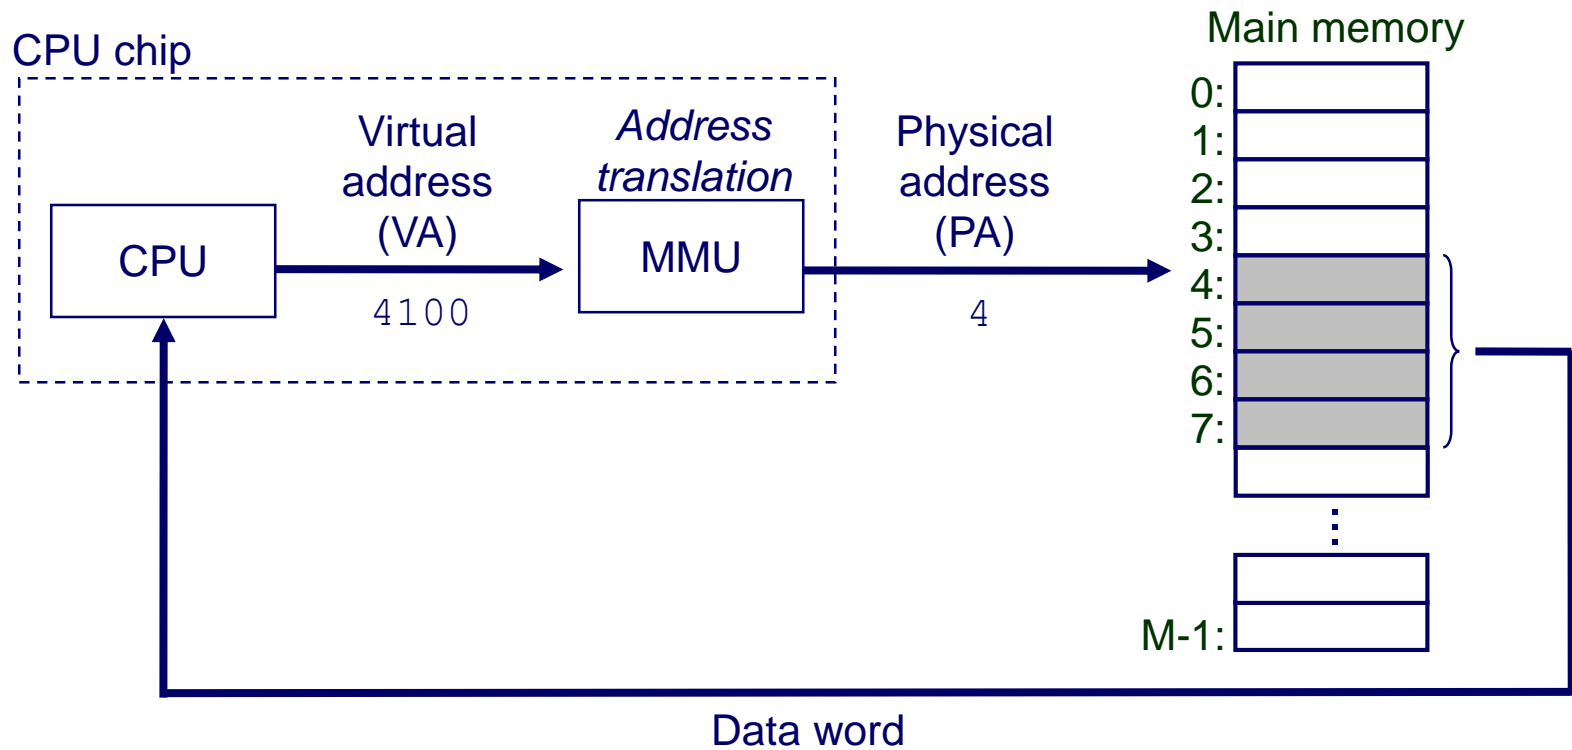 CPU chip
Main memory
Virtual
address
(VA)
Address
translation
Physical
address
(PA)
CPU
MMU
4100
4
0:
1:
2:
3:
4:
5:
6:
7:
M-1:
Data word